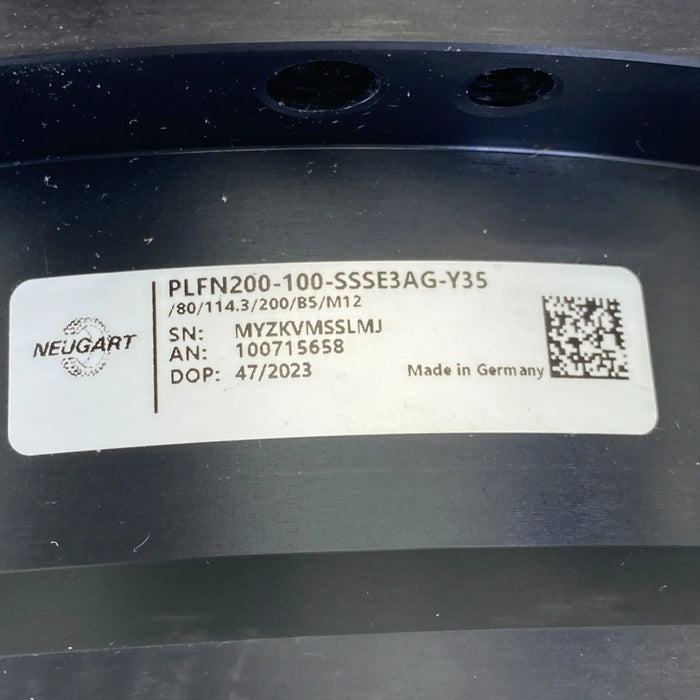 NEUGART
PLFN200-100-SSSE3AG-Y35
/80/114.3/200/B5/M12
SN: MYZKVMSSLMJ
AN: 100715658
DOP: 47/2023
Made in Germany